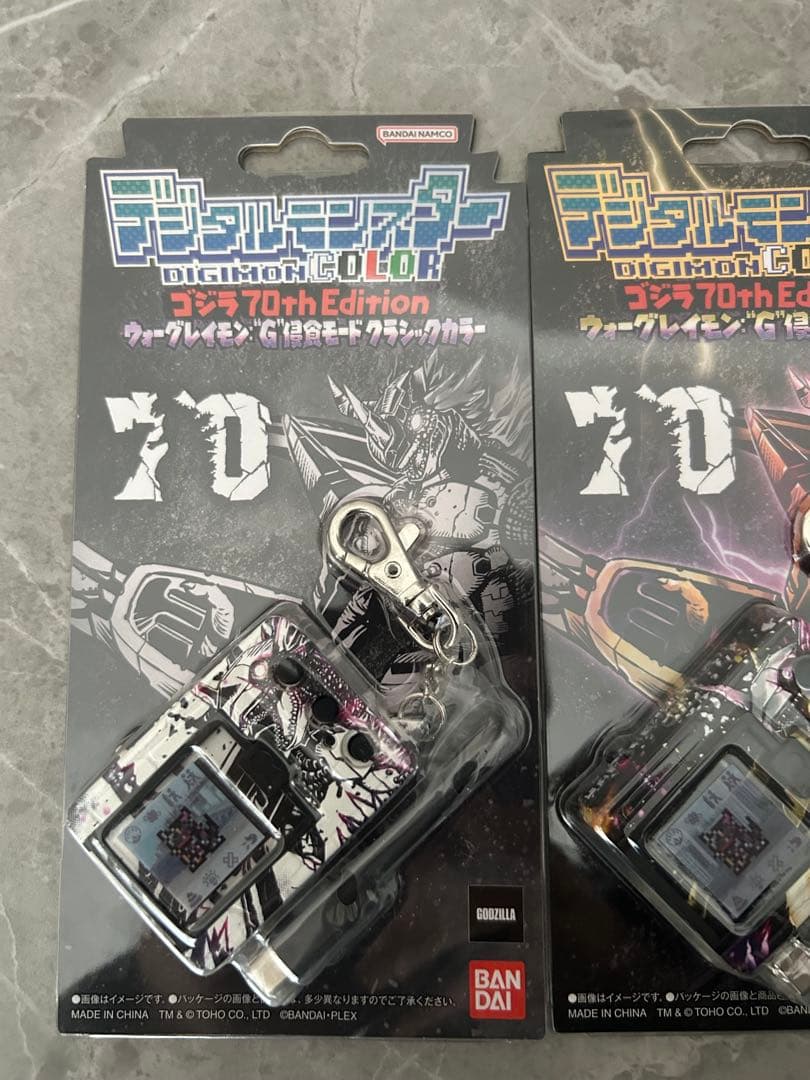 BANDAI NAMCO
デジタルモンスター
DIGIMON COLOR
ゴジラ 70th Edition
ウォーグレイモン:"G"侵食モード クラシックカラー
70
GODZILLA
BAN
DAI
●画像はイメージです。●パッケージの画像と は、多少異なりますのでご了承ください。
MADE IN CHINA TM & © TOHO CO., LTD ©BANDAI・PLEX
デジタルモン
DIGIMON CO
ゴジラ 70th Ed
ウォーグレイモン:"G"侵
70
●画像はイメージです。●パッケージの画像と商品
MADE IN CHINA TM & © TOHO CO., LTD ©BAN